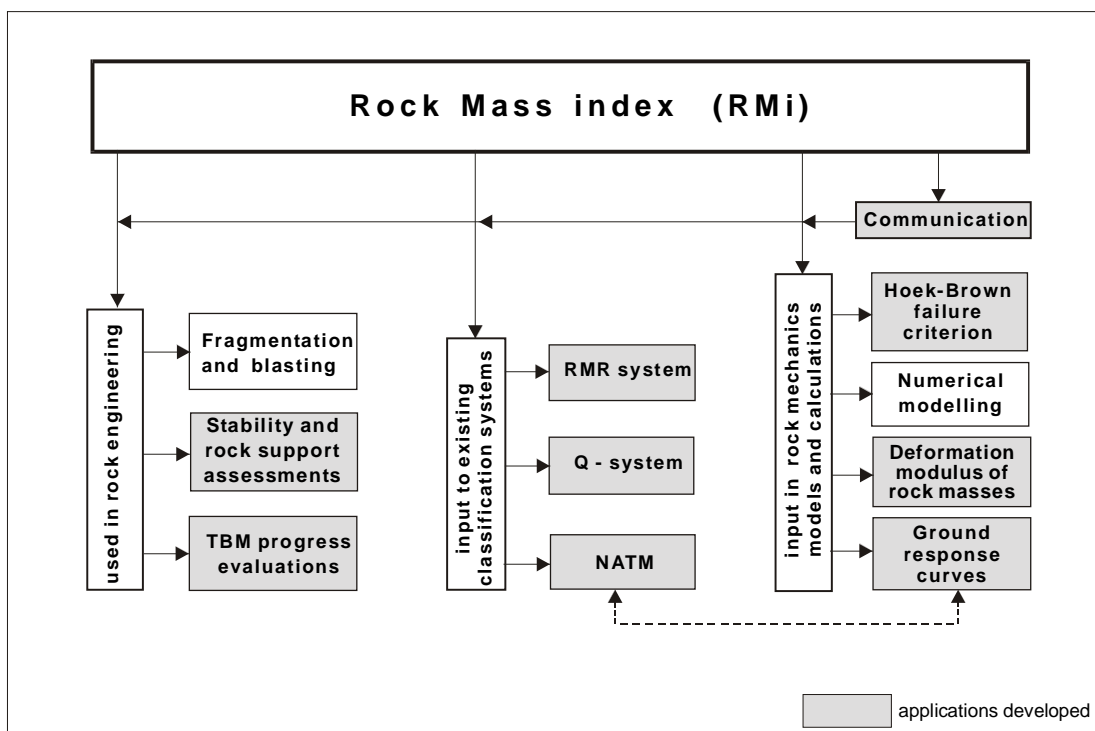 Rock Mass index (RMi)
Communication
used in rock engineering
Fragmentation
and blasting
Stability and
rock support
assessments
TBM progress
evaluations
input to existing
classification systems
RMR system
Q - system
NATM
input in rock mechanics
models and calculations
Hoek-Brown
failure
criterion
Numerical
modelling
Deformation
modulus of
rock masses
Ground
response
curves
applications developed